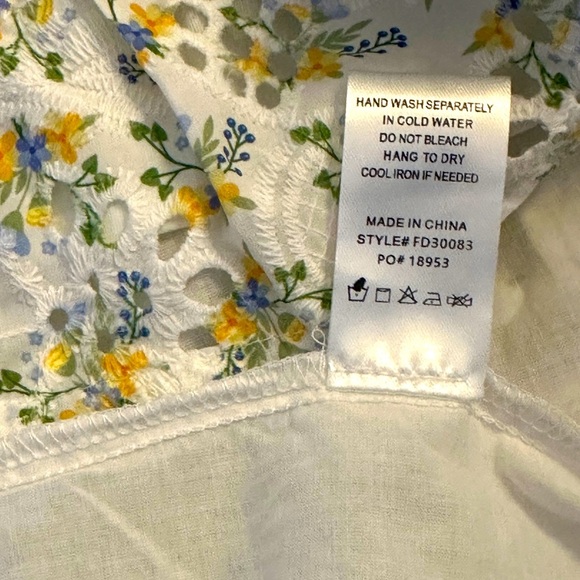 HAND WASH SEPARATELY
IN COLD WATER
DO NOT BLEACH
HANG TO DRY
COOL IRON IF NEEDED
MADE IN CHINA
STYLE# FD30083
PO# 18953